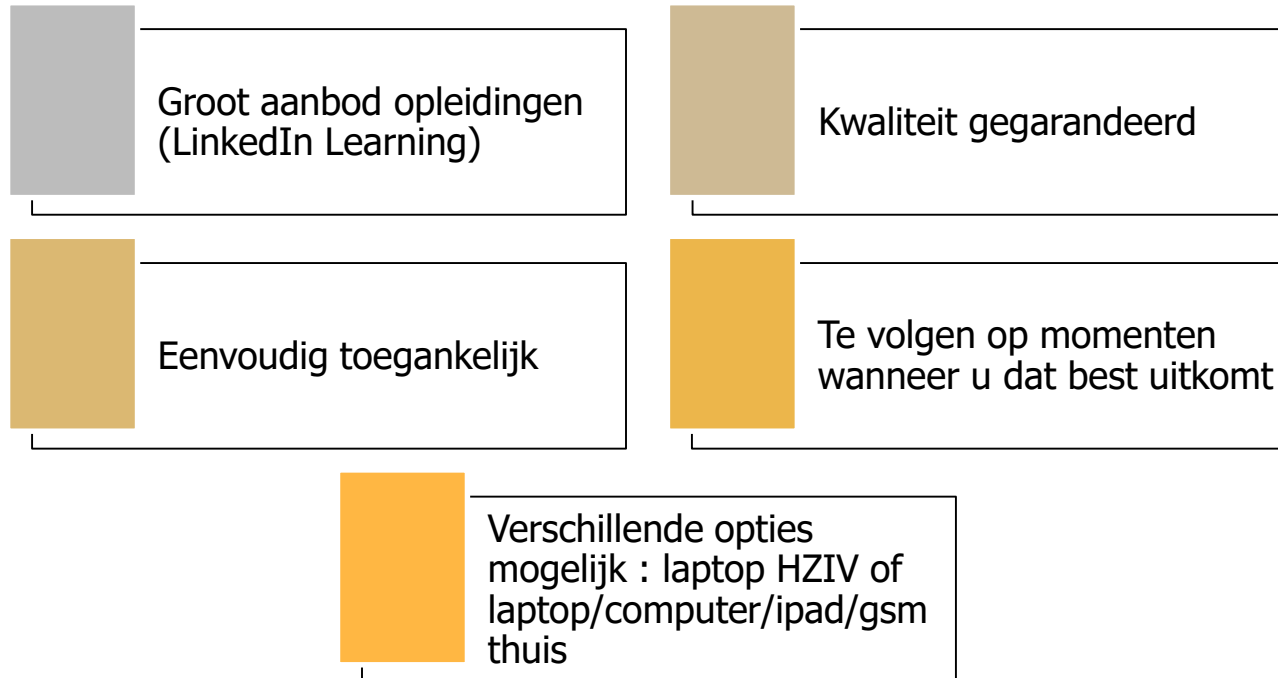 Groot aanbod opleidingen
(LinkedIn Learning)
Kwaliteit gegarandeerd
Eenvoudig toegankelijk
Te volgen op momenten
wanneer u dat best uitkomt
Verschillende opties
mogelijk : laptop HZIV of
laptop/computer/ipad/gsm
thuis